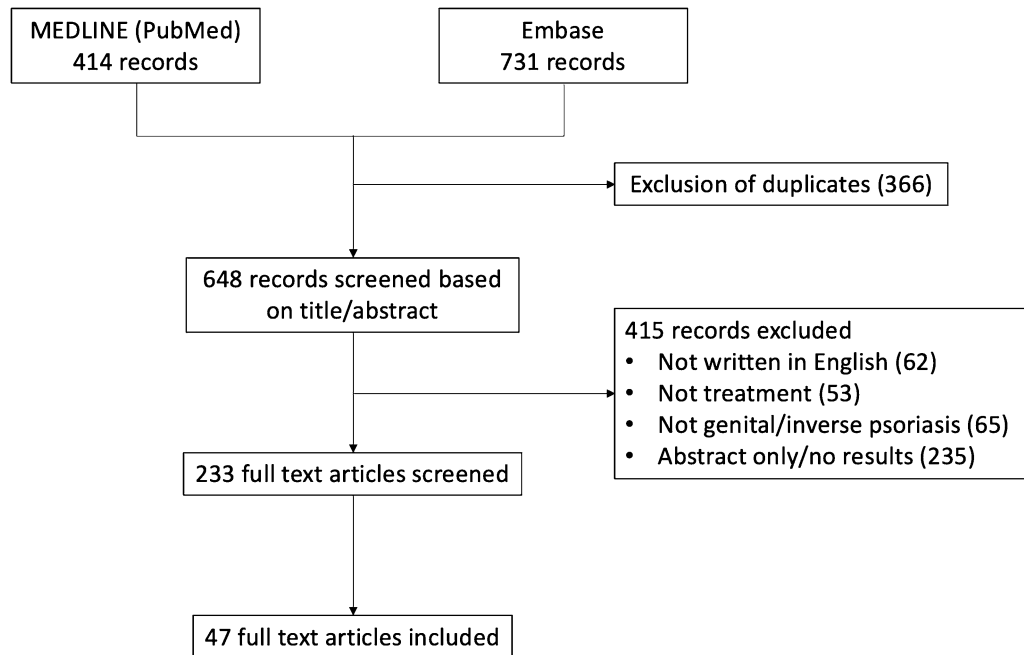 MEDLINE (PubMed)
414 records
Embase
731 records
Exclusion of duplicates (366)
648 records screened based
on title/abstract
415 records excluded
• Not written in English (62)
• Not treatment (53)
• Not genital/inverse psoriasis (65)
• Abstract only/no results (235)
233 full text articles screened
47 full text articles included